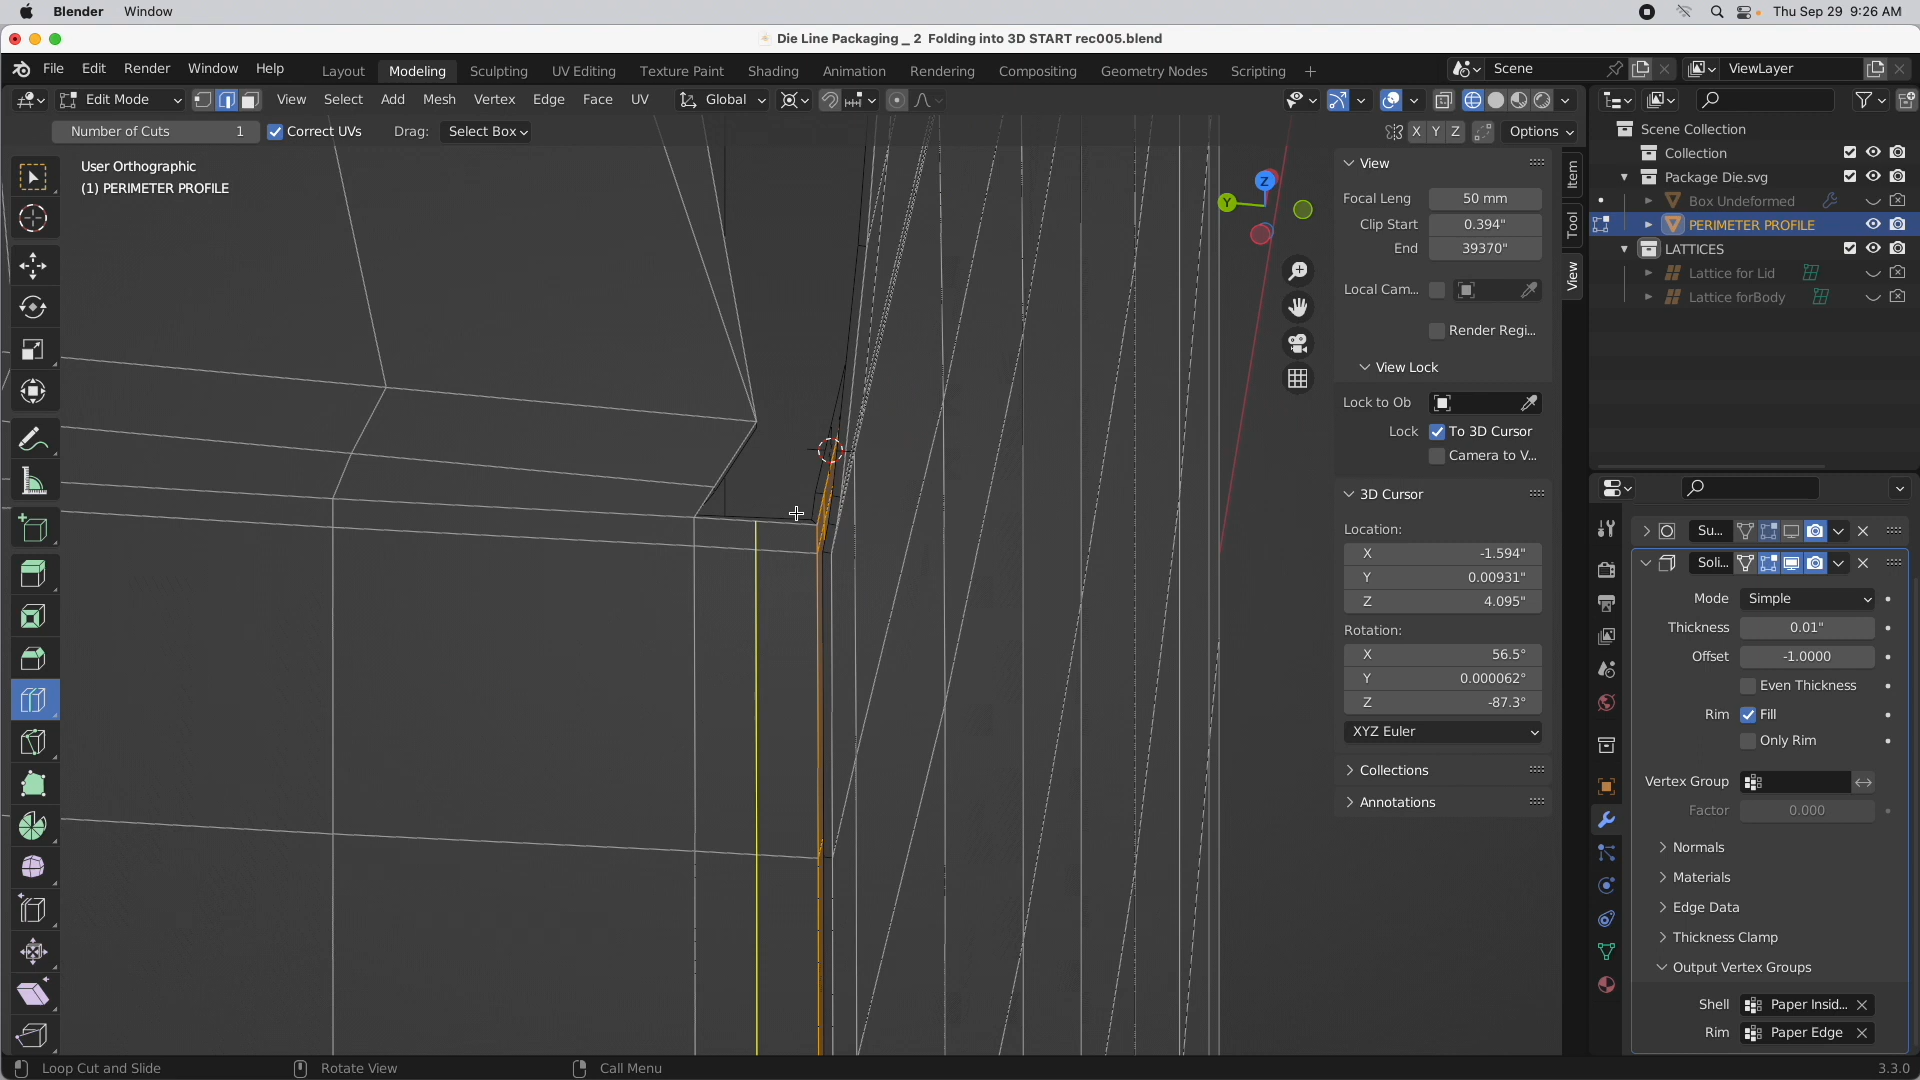 Blender Window Thu Sep 29 9:26 AM
Die Line Packaging _ 2 Folding into 3D START rec005.blend
File Edit Render Window Help Layout Modeling Sculpting UV Editing Texture Paint Shading Animation Rendering Compositing Geometry Nodes Scripting + Scene ViewLayer
Edit Mode View Select Add Mesh Vertex Edge Face UV Global
Number of Cuts 1 Correct UVs Drag: Select Box X Y Z Options
User Orthographic
(1) PERIMETER PROFILE
Z
Y
View
Focal Leng 50 mm
Clip Start 0.394"
End 39370"
Local Cam...
Render Regi...
View Lock
Lock to Ob
Lock To 3D Cursor
Camera to V...
3D Cursor
Location:
X -1.594"
Y 0.00931"
Z 4.095"
Rotation:
X 56.5°
Y 0.000062°
Z -87.3°
XYZ Euler
Collections
Annotations
Item
Tool
View
Scene Collection
Collection
Package Die.svg
Box Undeformed
PERIMETER PROFILE
LATTICES
Lattice for Lid
Lattice forBody
Su...
Soli...
Mode Simple
Thickness 0.01"
Offset -1.0000
Even Thickness
Rim Fill
Only Rim
Vertex Group
Factor 0.000
Normals
Materials
Edge Data
Thickness Clamp
Output Vertex Groups
Shell Paper Insid...
Rim Paper Edge
Loop Cut and Slide Rotate View Call Menu 3.3.0